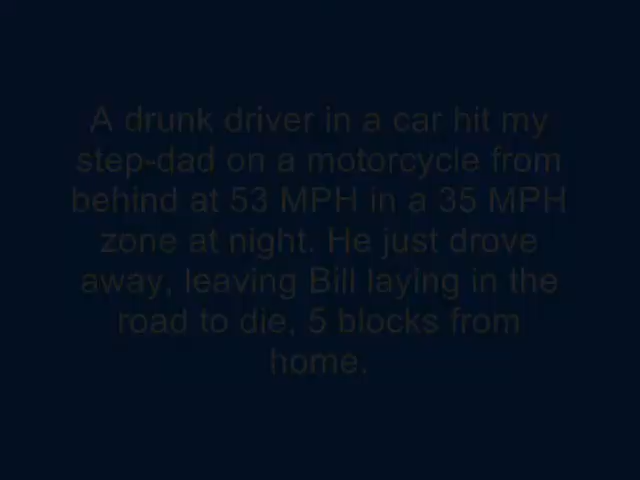 A drunk driver in a car hit my
step-dad on a motorcycle from
behind at 53 MPH in a 35 MPH
zone at night. He just drove
away, leaving Bill laying in the
road to die, 5 blocks from
home.